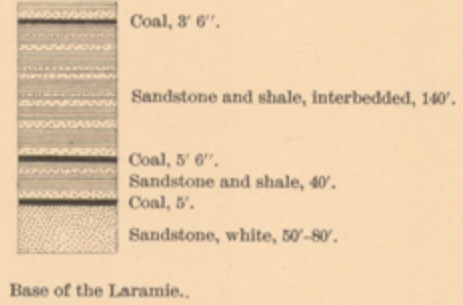 Coal, 3′ 6″.
Sandstone and shale, interbedded, 140′.
Coal, 5′ 6″.
Sandstone and shale, 40′.
Coal, 5′.
Sandstone, white, 50′–80′.
Base of the Laramie..